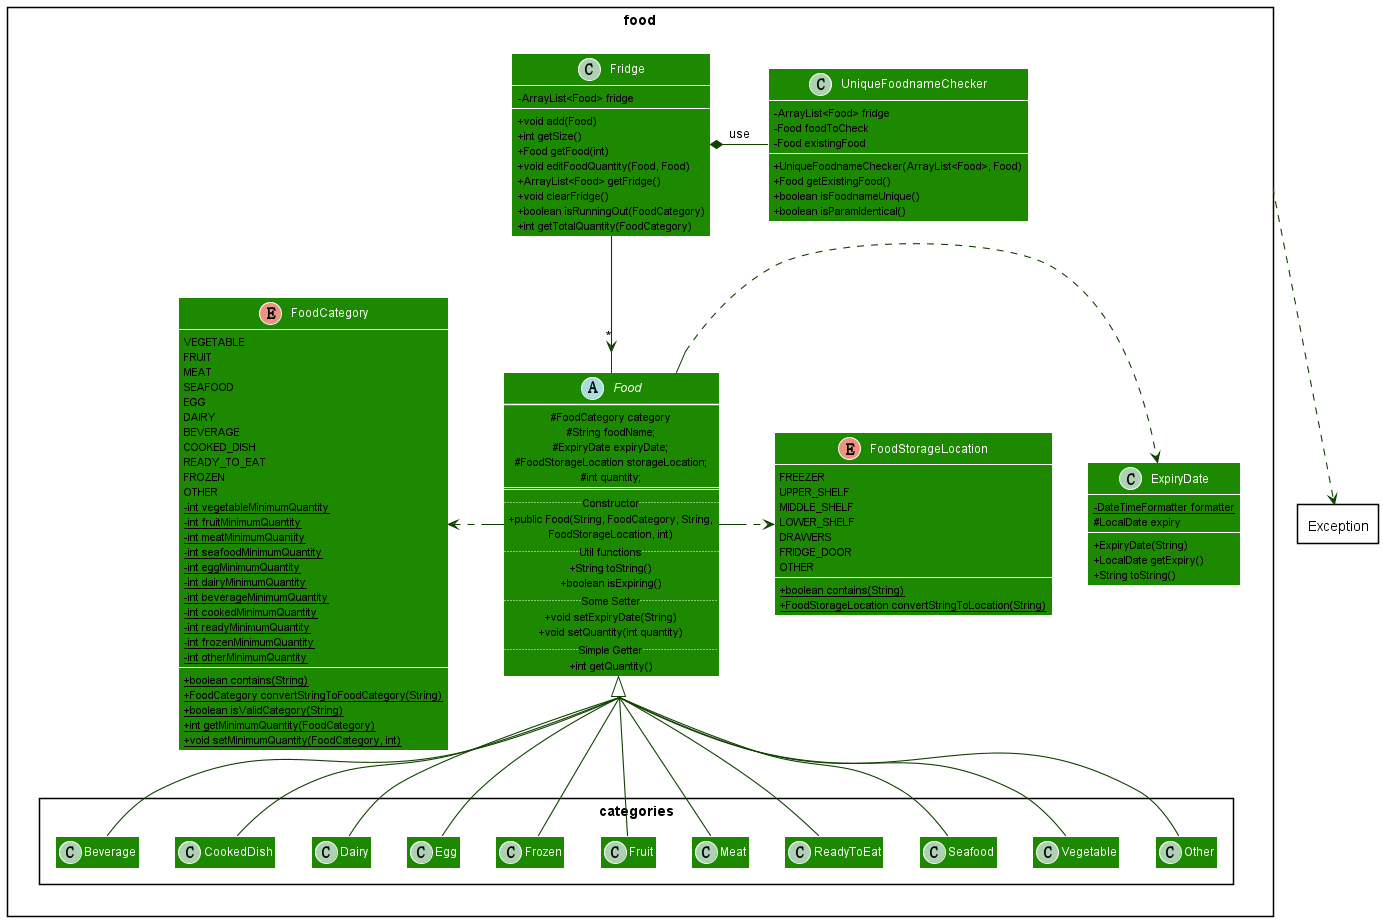 food
C Fridge
-ArrayList<Food> fridge
+void add(Food)
+int getSize()
+Food getFood(int)
+void editFoodQuantity(Food, Food)
+ArrayList<Food> getFridge()
+void clearFridge()
+boolean isRunningOut(FoodCategory)
+int getTotalQuantity(FoodCategory)
use
C UniqueFoodnameChecker
-ArrayList<Food> fridge
-Food foodToCheck
-Food existingFood
+UniqueFoodnameChecker(ArrayList<Food>, Food)
+Food getExistingFood()
+boolean isFoodnameUnique()
+boolean isParamIdentical()
*
E FoodCategory
VEGETABLE
FRUIT
MEAT
SEAFOOD
EGG
DAIRY
BEVERAGE
COOKED_DISH
READY_TO_EAT
FROZEN
OTHER
-int vegetableMinimumQuantity
-int fruitMinimumQuantity
-int meatMinimumQuantity
-int seafoodMinimumQuantity
-int eggMinimumQuantity
-int dairyMinimumQuantity
-int beverageMinimumQuantity
-int cookedMinimumQuantity
-int readyMinimumQuantity
-int frozenMinimumQuantity
-int otherMinimumQuantity
+boolean contains(String)
+FoodCategory convertStringToFoodCategory(String)
+boolean isValidCategory(String)
+int getMinimumQuantity(FoodCategory)
+void setMinimumQuantity(FoodCategory, int)
A Food
#FoodCategory category
#String foodName;
#ExpiryDate expiryDate;
#FoodStorageLocation storageLocation;
#int quantity;
Constructor
+public Food(String, FoodCategory, String,
FoodStorageLocation, int)
Util functions
+String toString()
+boolean isExpiring()
Some Setter
+void setExpiryDate(String)
+void setQuantity(int quantity)
Simple Getter
+int getQuantity()
E FoodStorageLocation
FREEZER
UPPER_SHELF
MIDDLE_SHELF
LOWER_SHELF
DRAWERS
FRIDGE_DOOR
OTHER
+boolean contains(String)
+FoodStorageLocation convertStringToLocation(String)
C ExpiryDate
-DateTimeFormatter formatter
#LocalDate expiry
+ExpiryDate(String)
+LocalDate getExpiry()
+String toString()
Exception
categories
C Beverage
C CookedDish
C Dairy
C Egg
C Frozen
C Fruit
C Meat
C ReadyToEat
C Seafood
C Vegetable
C Other